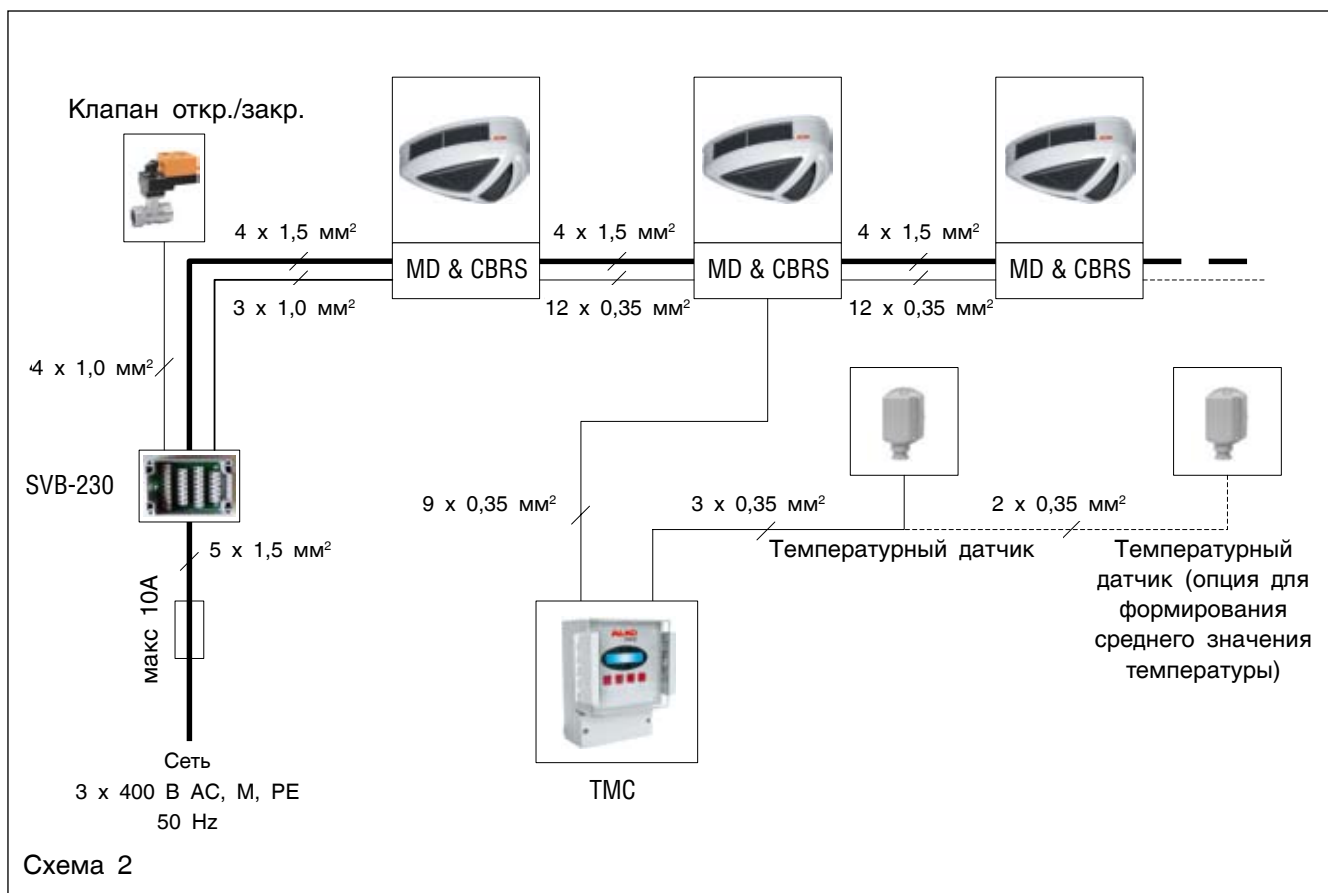 Клапан откр./закр.
4 x 1,5 мм²
4 x 1,5 мм²
4 x 1,5 мм²
MD & CBRS
MD & CBRS
MD & CBRS
3 x 1,0 мм²
12 x 0,35 мм²
12 x 0,35 мм²
4 x 1,0 мм²
SVB-230
9 x 0,35 мм²
3 x 0,35 мм²
2 x 0,35 мм²
5 x 1,5 мм²
макс 10А
Температурный датчик
Температурный
датчик (опция для
формирования
среднего значения
температуры)
Сеть
3 x 400 В AC, М, PE
50 Hz
TMC
Схема 2